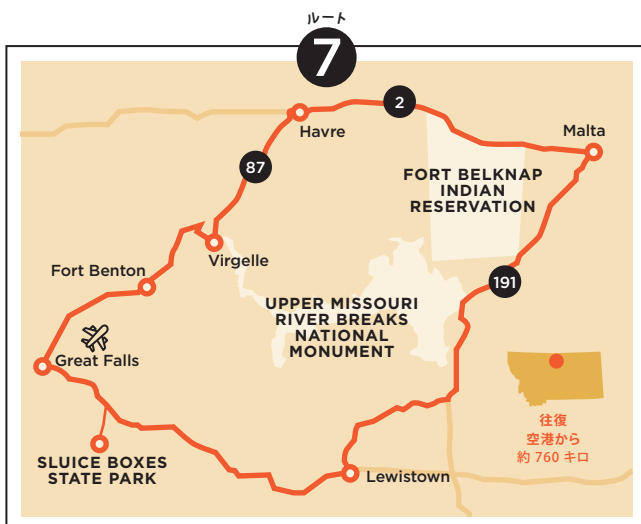 ルート
7
2
Havre
Malta
87
FORT BELKNAP
INDIAN
RESERVATION
Virgelle
Fort Benton
191
UPPER MISSOURI
RIVER BREAKS
NATIONAL
MONUMENT
Great Falls
往復
空港から
約 760 キロ
SLUICE BOXES
STATE PARK
Lewistown